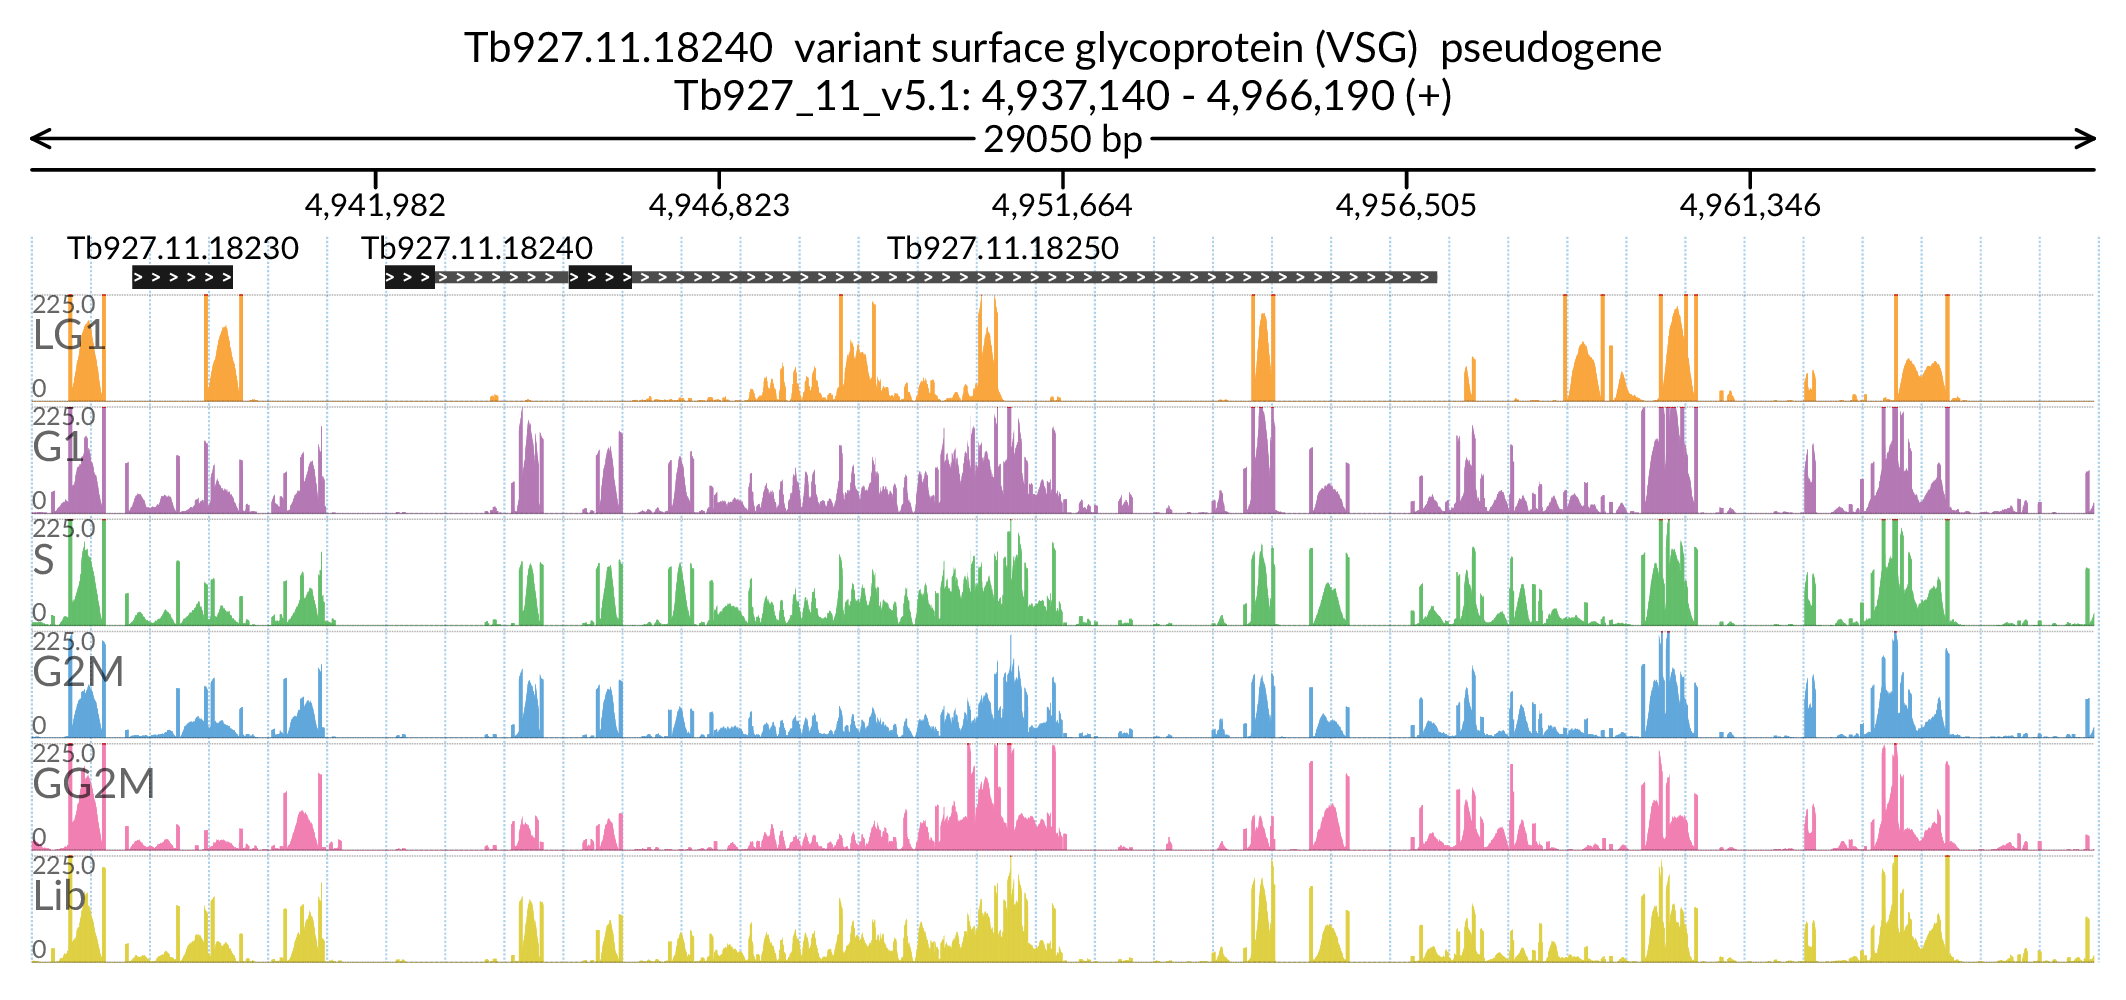 Tb927.11.18240 variant surface glycoprotein (VSG) pseudogene
Tb927_11_v5.1: 4,937,140 - 4,966,190 (+)
29050 bp
4,941,982 4,946,823 4,951,664 4,956,505 4,961,346
Tb927.11.18230 Tb927.11.18240 Tb927.11.18250
225.0
LG1
0
225.0
G1
0
225.0
S
0
225.0
G2M
0
225.0
GG2M
0
225.0
Lib
0